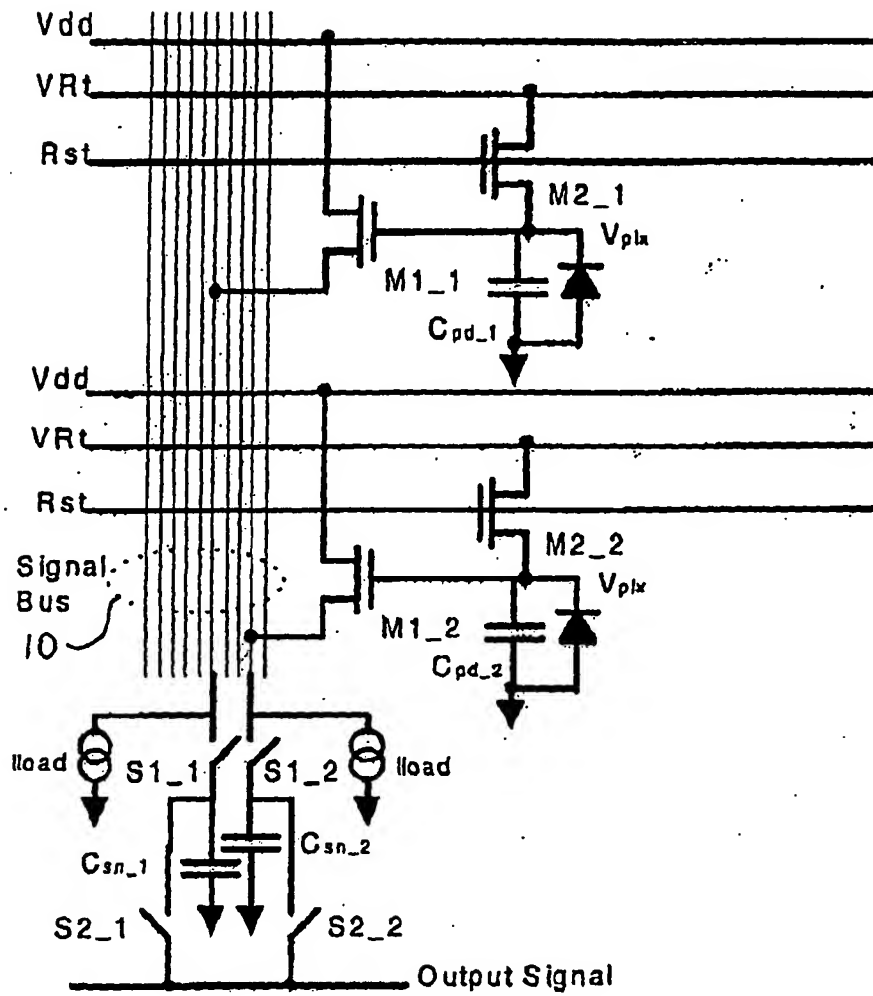 Vdd
VRt
Rst
M2_1
Vpix
M1_1
Cpd_1
Vdd
VRt
Rst
M2_2
Signal
Bus
10
Vpix
M1_2
Cpd_2
Iload
S1_1
S1_2
Iload
Csn_1
Csn_2
S2_1
S2_2
Output Signal